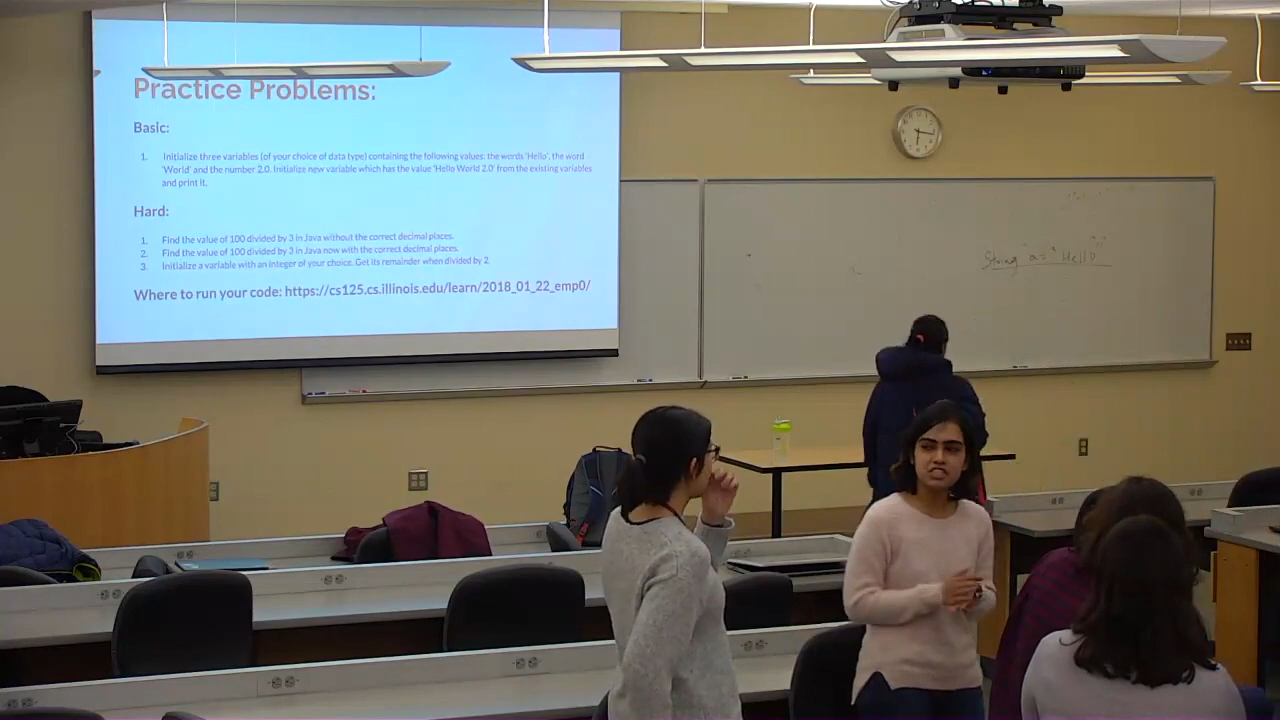 Practice Problems:
Basic:
1. Initialize three variables (of your choice of data type) containing the following values: the words 'Hello', the word
'World' and the number 2.0. Initialize new variable which has the value 'Hello World 2.0' from the existing variables
and print it.
Hard:
1. Find the value of 100 divided by 3 in Java without the correct decimal places.
2. Find the value of 100 divided by 3 in Java now with the correct decimal places.
3. Initialize a variable with an integer of your choice. Get its remainder when divided by 2
Where to run your code: https://cs125.cs.illinois.edu/learn/2018_01_22_emp0/
String a = "Hello